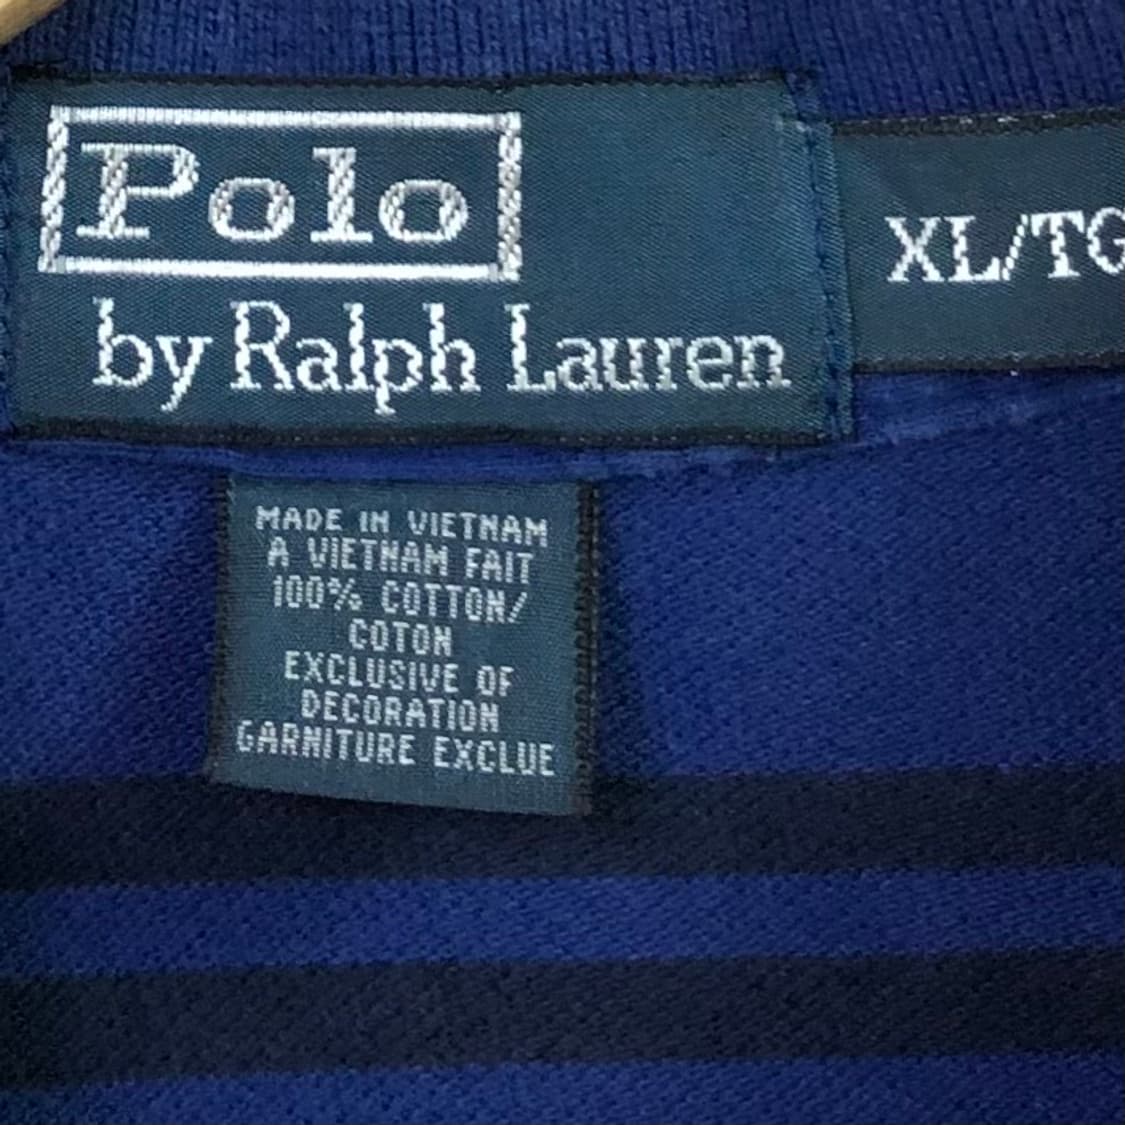 Polo
by Ralph Lauren
XL/TG
MADE IN VIETNAM
A VIETNAM FAIT
100% COTTON/
COTON
EXCLUSIVE OF
DECORATION
GARNITURE EXCLUE